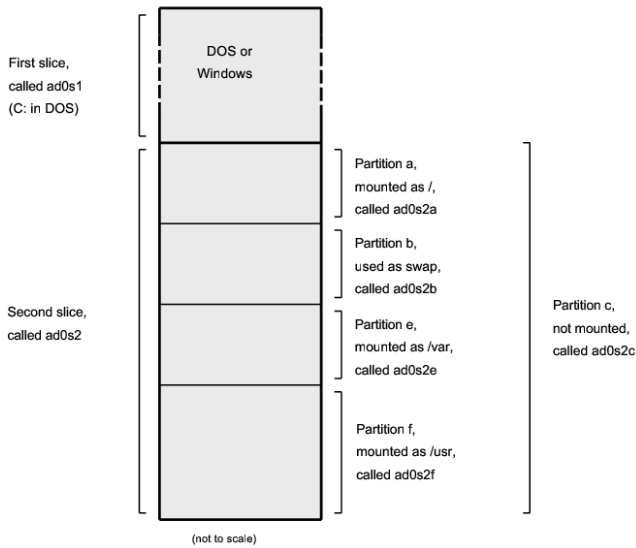 DOS or
Windows
First slice,
called ad0s1
(C: in DOS)
Partition a,
mounted as /,
called ad0s2a
Partition b,
used as swap,
called ad0s2b
Second slice,
called ad0s2
Partition c,
not mounted,
called ad0s2c
Partition e,
mounted as /var,
called ad0s2e
Partition f,
mounted as /usr,
called ad0s2f
(not to scale)